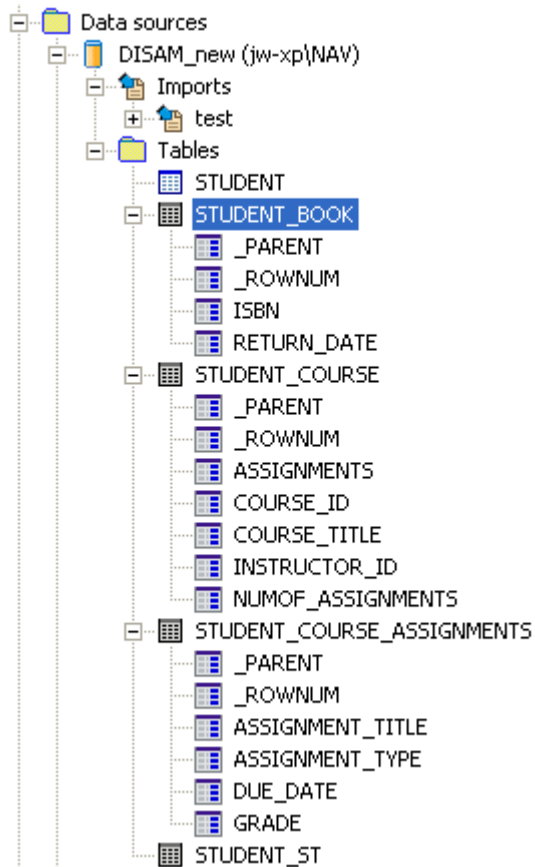 Data sources
DISAM_new (jw-xp\NAV)
Imports
test
Tables
STUDENT
STUDENT_BOOK
_PARENT
_ROWNUM
ISBN
RETURN_DATE
STUDENT_COURSE
_PARENT
_ROWNUM
ASSIGNMENTS
COURSE_ID
COURSE_TITLE
INSTRUCTOR_ID
NUMOF_ASSIGNMENTS
STUDENT_COURSE_ASSIGNMENTS
_PARENT
_ROWNUM
ASSIGNMENT_TITLE
ASSIGNMENT_TYPE
DUE_DATE
GRADE
STUDENT_ST